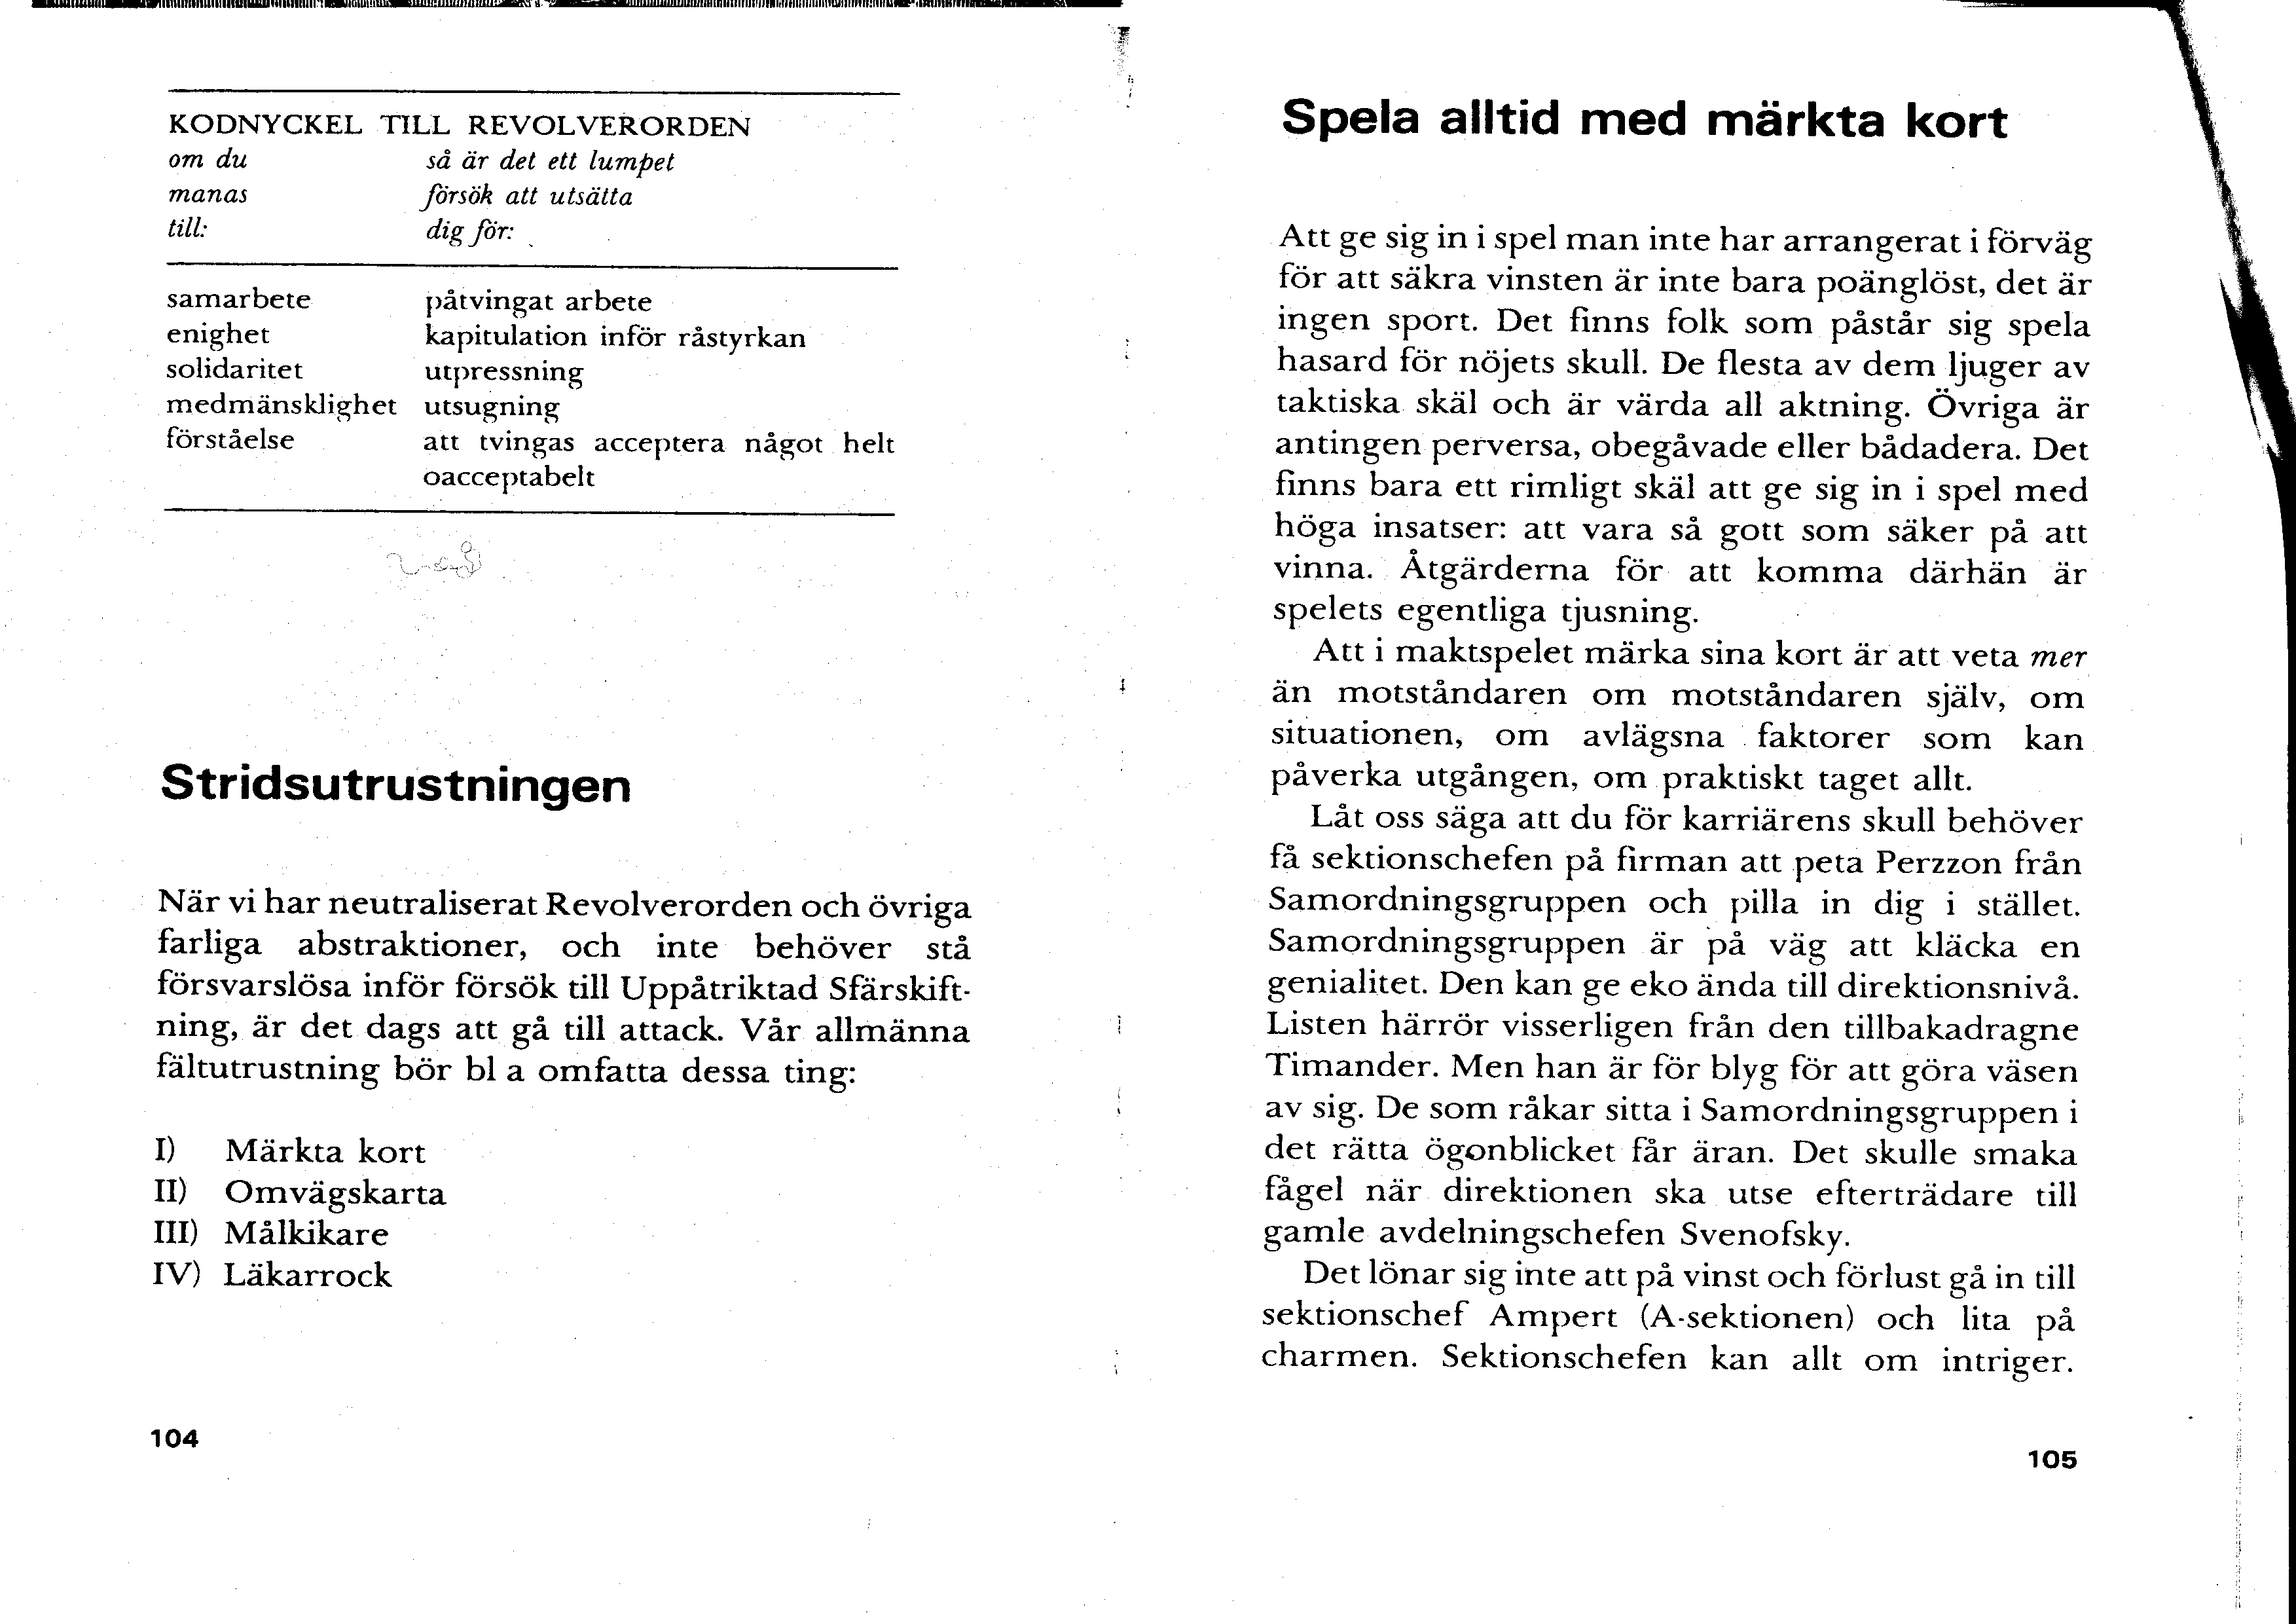 KODNYCKEL TILL REVOLVERORDEN
om du så är det ett lumpet
manas försök att utsätta
till: dig för:
samarbete påtvingat arbete
enighet kapitulation inför råstyrkan
solidaritet utpressning
medmänsklighet utsugning
förståelse att tvingas acceptera något helt
oacceptabelt
Stridsutrustningen
När vi har neutraliserat Revolverorden och övriga
farliga abstraktioner, och inte behöver stå
försvarslösa inför försök till Uppåtriktad Sfärskift-
ning, är det dags att gå till attack. Vår allmänna
fältutrustning bör bl a omfatta dessa ting:
I) Märkta kort
II) Omvägskarta
III) Målkikare
IV) Läkarrock
104
Spela alltid med märkta kort
Att ge sig in i spel man inte har arrangerat i förväg
för att säkra vinsten är inte bara poänglöst, det är
ingen sport. Det finns folk som påstår sig spela
hasard för nöjets skull. De flesta av dem ljuger av
taktiska skäl och är värda all aktning. Övriga är
antingen perversa, obegåvade eller bådadera. Det
finns bara ett rimligt skäl att ge sig in i spel med
höga insatser: att vara så gott som säker på att
vinna. Åtgärderna för att komma därhän är
spelets egentliga tjusning.
Att i maktspelet märka sina kort är att veta mer
än motståndaren om motståndaren själv, om
situationen, om avlägsna faktorer som kan
påverka utgången, om praktiskt taget allt.
Låt oss säga att du för karriärens skull behöver
få sektionschefen på firman att peta Perzzon från
Samordningsgruppen och pilla in dig i stället.
Samordningsgruppen är på väg att kläcka en
genialitet. Den kan ge eko ända till direktionsnivå.
Listen härrör visserligen från den tillbakadragne
Timander. Men han är för blyg för att göra väsen
av sig. De som råkar sitta i Samordningsgruppen i
det rätta ögonblicket får äran. Det skulle smaka
fågel när direktionen ska utse efterträdare till
gamle avdelningschefen Svenofsky.
Det lönar sig inte att på vinst och förlust gå in till
sektionschef Ampert (A-sektionen) och lita på
charmen. Sektionschefen kan allt om intriger.
105